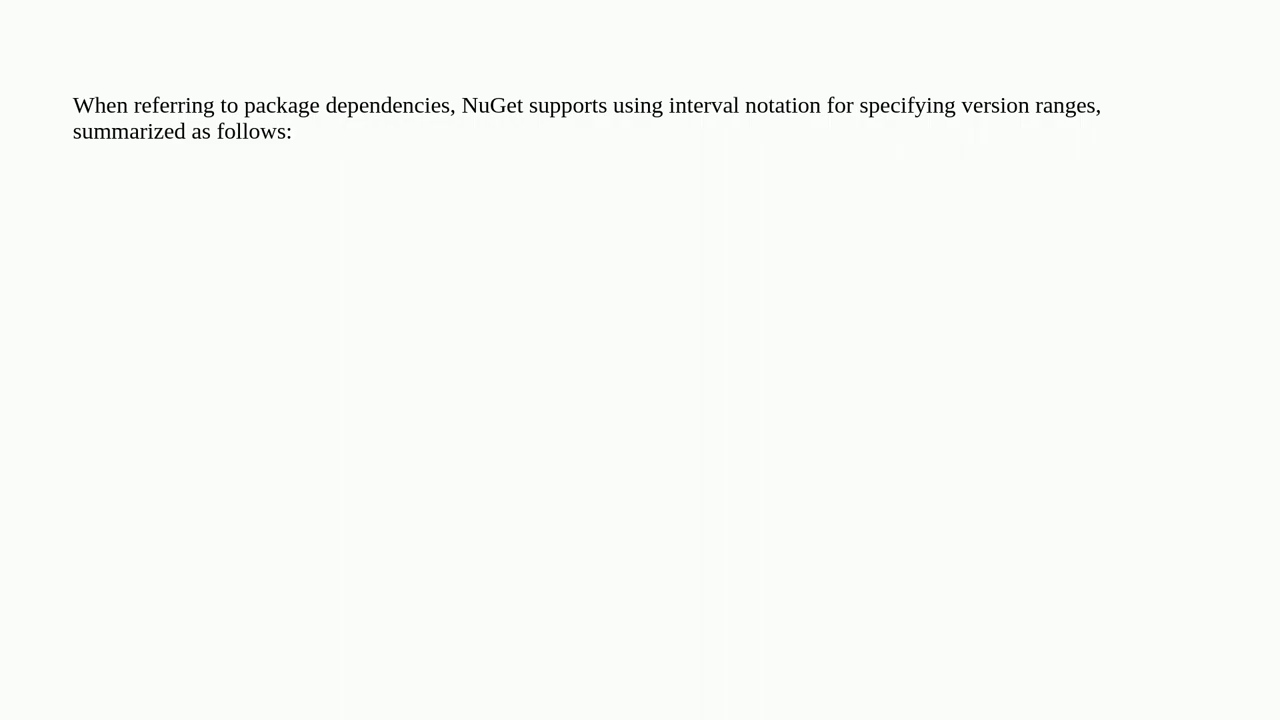 When referring to package dependencies, NuGet supports using interval notation for specifying version ranges,
summarized as follows: